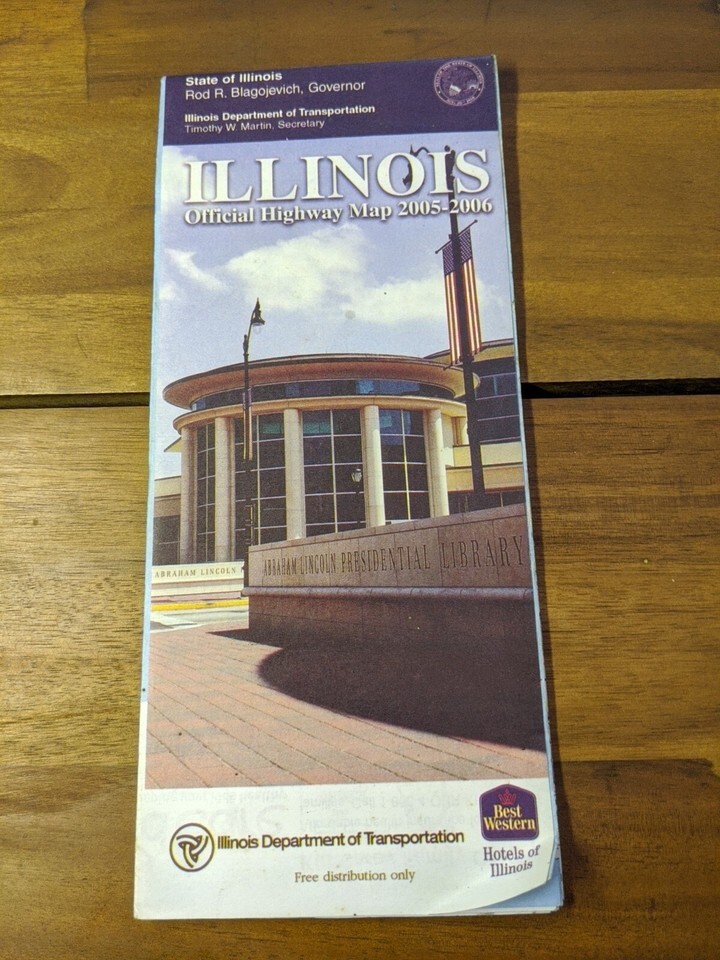 State of Illinois
Rod R. Blagojevich, Governor
Illinois Department of Transportation
Timothy W. Martin, Secretary
ILLINOIS
Official Highway Map 2005-2006
ABRAHAM LINCOLN PRESIDENTIAL LIBRARY
ABRAHAM LINCOLN
Illinois Department of Transportation
Free distribution only
Best
Western
Hotels of
Illinois